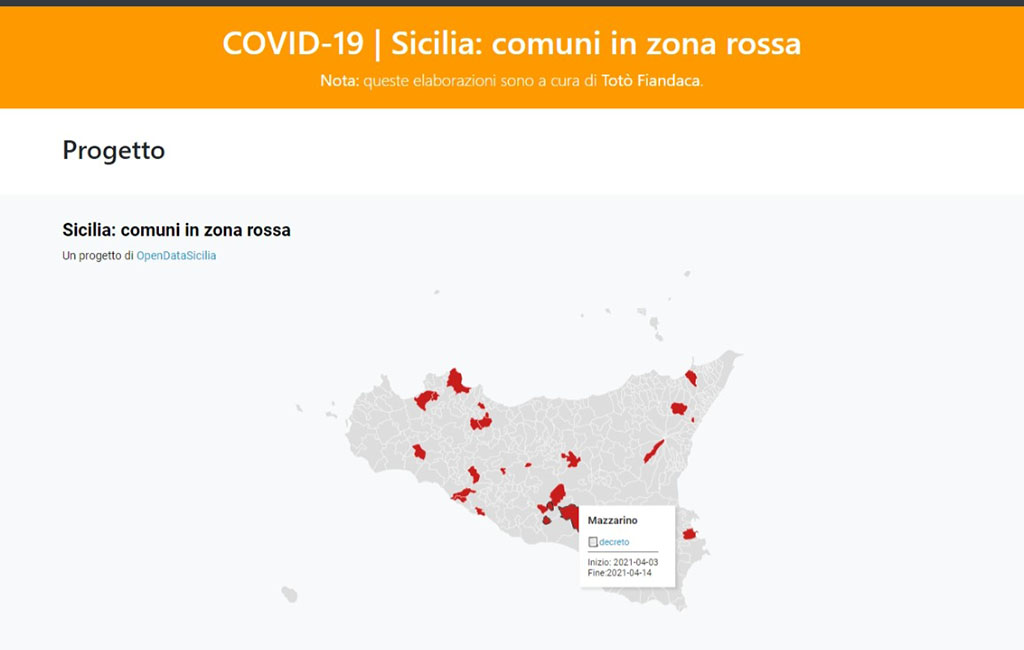 COVID-19 | Sicilia: comuni in zona rossa
Nota: queste elaborazioni sono a cura di Totò Fiandaca.
Progetto
Sicilia: comuni in zona rossa
Un progetto di OpenDataSicilia
Mazzarino
decreto
Inizio: 2021-04-03
Fine:2021-04-14